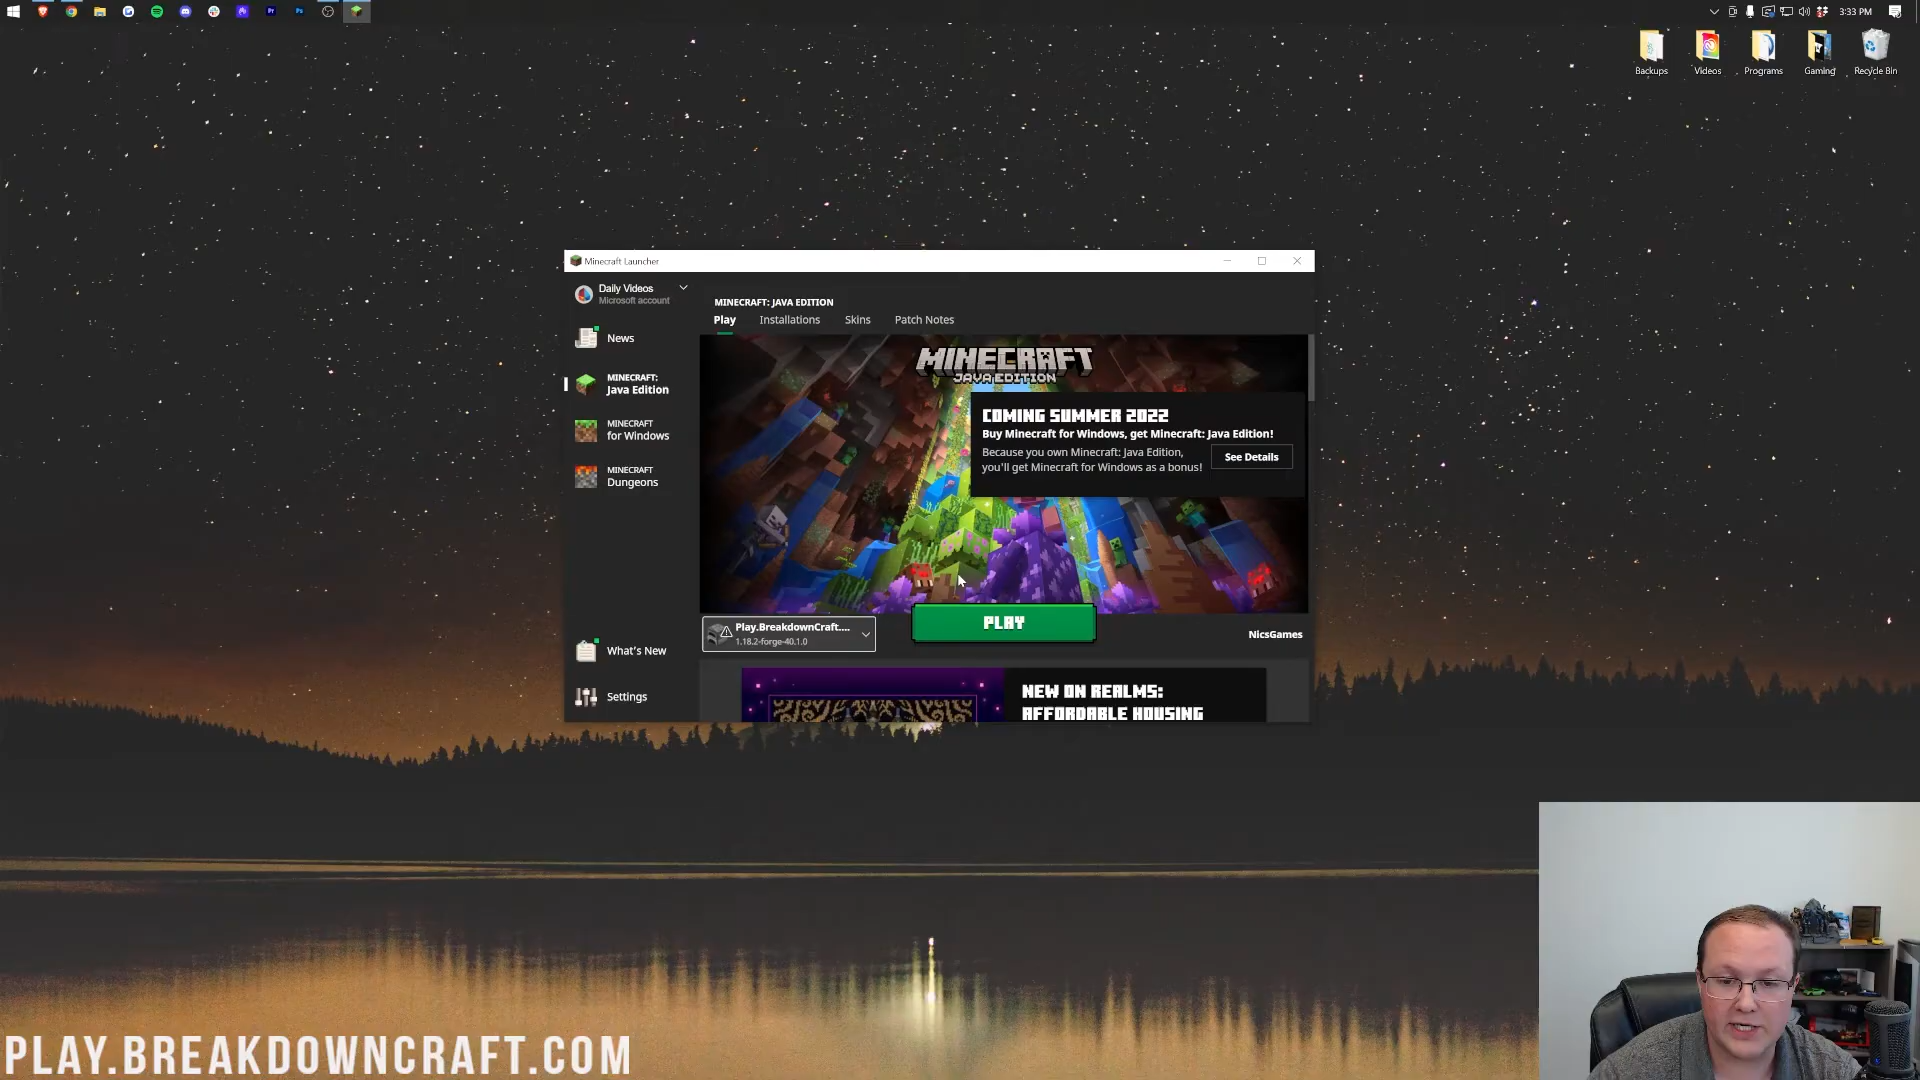 3:33 PM
Backups
Videos
Programs
Gaming
Recycle Bin
Minecraft Launcher
Daily Videos
Microsoft account
News
MINECRAFT:
Java Edition
MINECRAFT
for Windows
MINECRAFT
Dungeons
What's New
Settings
MINECRAFT: JAVA EDITION
Play
Installations
Skins
Patch Notes
MINECRAFT
JAVA EDITION
COMING SUMMER 2022
Buy Minecraft for Windows, get Minecraft: Java Edition!
Because you own Minecraft: Java Edition,
you'll get Minecraft for Windows as a bonus!
See Details
Play.BreakdownCraft....
1.18.2-forge-40.1.0
PLAY
NicsGames
NEW ON REALMS:
AFFORDABLE HOUSING
PLAY.BREAKDOWNCRAFT.COM